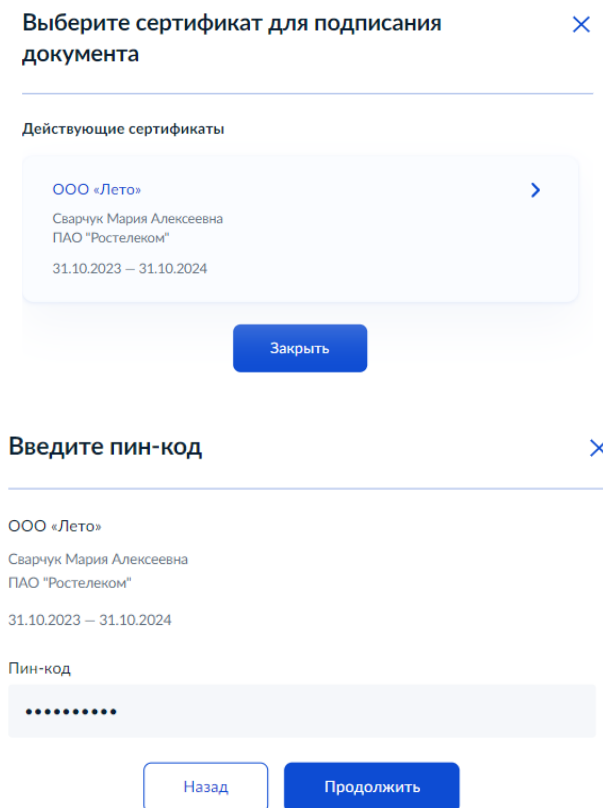 Выберите сертификат для подписания
документа
Действующие сертификаты
ООО «Лето»
Сварчук Мария Алексеевна
ПАО "Ростелеком"
31.10.2023 — 31.10.2024
Закрыть
Введите пин-код
ООО «Лето»
Сварчук Мария Алексеевна
ПАО "Ростелеком"
31.10.2023 — 31.10.2024
Пин-код
••••••••••
Назад
Продолжить